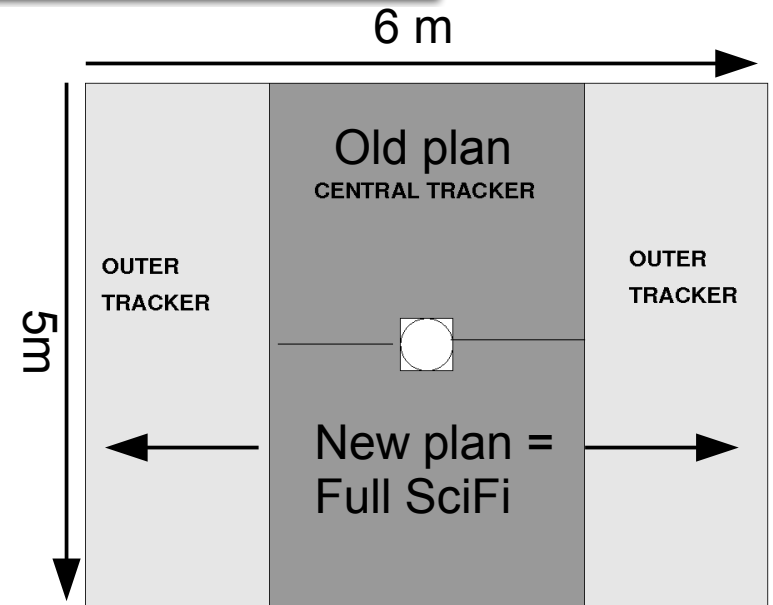 6 m
Old plan
CENTRAL TRACKER
OUTER
TRACKER
OUTER
TRACKER
5m
New plan =
Full SciFi